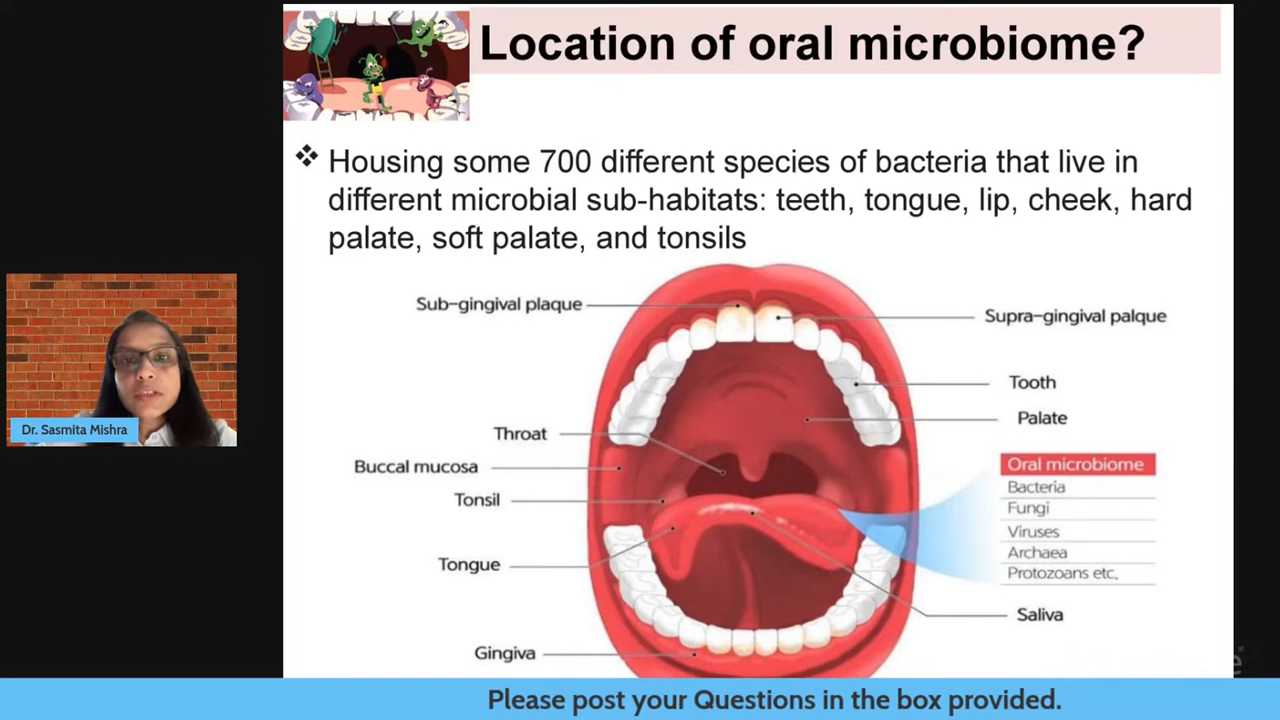 Location of oral microbiome?
❖ Housing some 700 different species of bacteria that live in
different microbial sub-habitats: teeth, tongue, lip, cheek, hard
palate, soft palate, and tonsils
Sub-gingival plaque
Supra-gingival palque
Tooth
Palate
Throat
Buccal mucosa
Tonsil
Tongue
Gingiva
Oral microbiome
Bacteria
Fungi
Viruses
Archaea
Protozoans etc.
Saliva
Dr. Sasmita Mishra
Please post your Questions in the box provided.